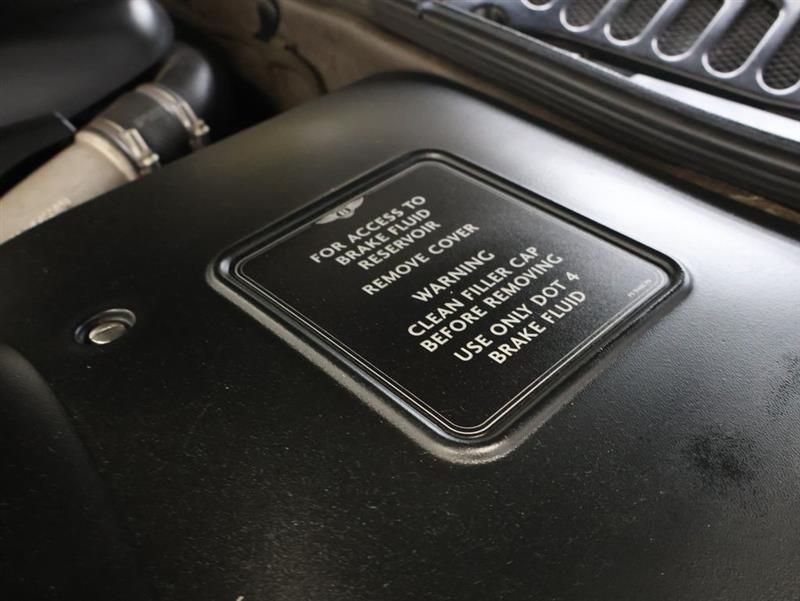 B
FOR ACCESS TO
BRAKE FLUID
RESERVOIR
REMOVE COVER
WARNING
CLEAN FILLER CAP
BEFORE REMOVING
USE ONLY DOT 4
BRAKE FLUID